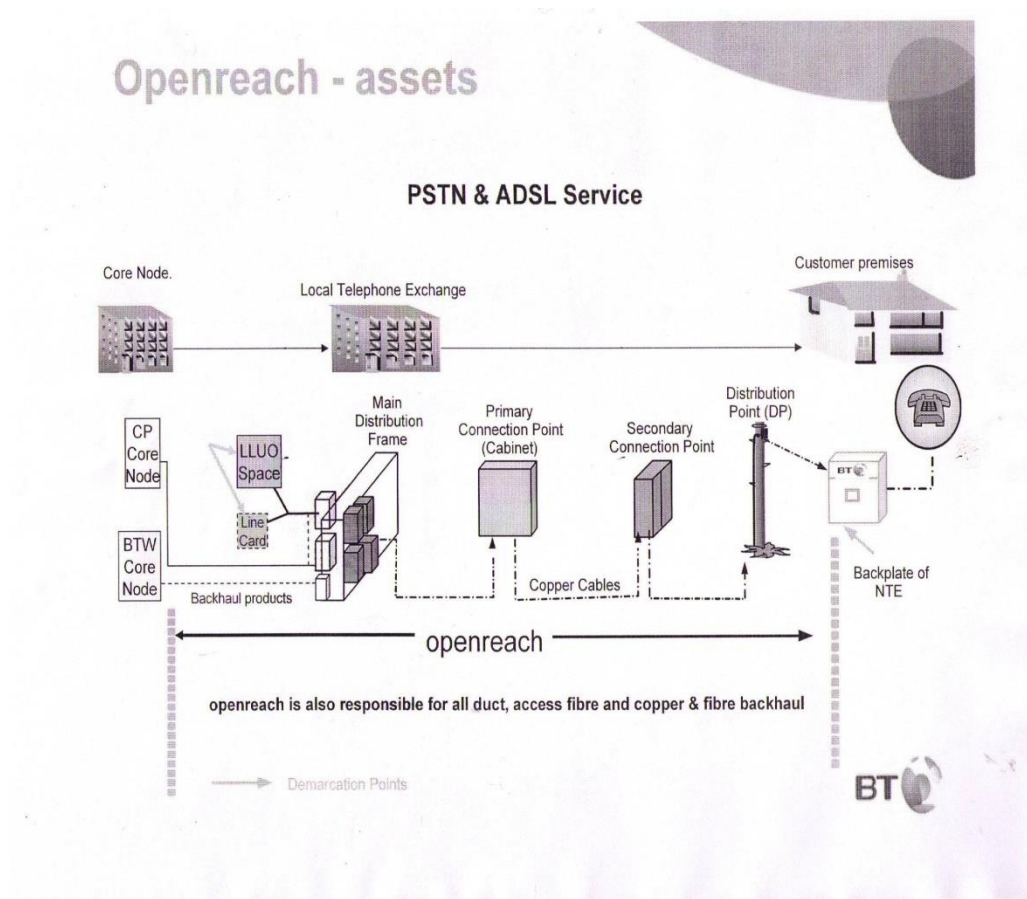 Openreach - assets
PSTN & ADSL Service
Core Node.
Local Telephone Exchange
Customer premises
CP
Core
Node
LLUO
Space
Line
Card
BTW
Core
Node
Backhaul products
Main
Distribution
Frame
Primary
Connection Point
(Cabinet)
Copper Cables
Secondary
Connection Point
Distribution
Point (DP)
BT
Backplate of
NTE
openreach
openreach is also responsible for all duct, access fibre and copper & fibre backhaul
Demarcation Points
BT